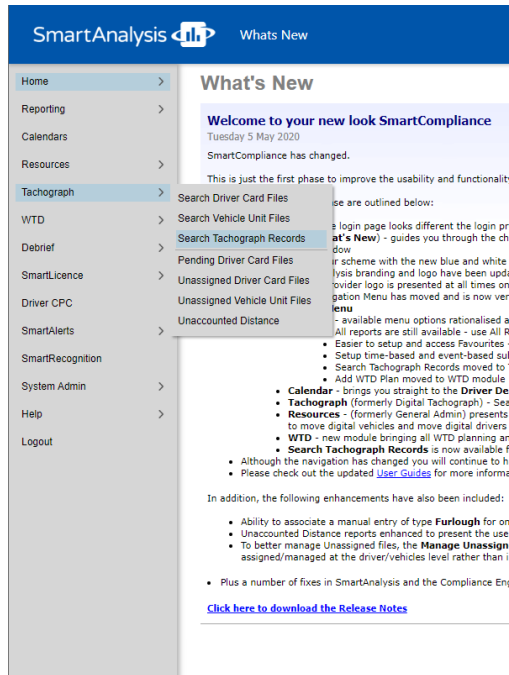 SmartAnalysis
Whats New
Home
Reporting
Calendars
Resources
Tachograph
WTD
Debrief
SmartLicence
Driver CPC
SmartAlerts
SmartRecognition
System Admin
Help
Logout
Search Driver Card Files
Search Vehicle Unit Files
Search Tachograph Records
Pending Driver Card Files
Unassigned Driver Card Files
Unassigned Vehicle Unit Files
Unaccounted Distance
What's New
Welcome to your new look SmartCompliance
Tuesday 5 May 2020
SmartCompliance has changed.
This is just the first phase to improve the usability and functionality
se are outlined below:
login page looks different the login pr
at's New) - guides you through the ch
dow
r scheme with the new blue and white
lysis branding and logo have been upda
rovider logo is presented at all times on
gation Menu has moved and is now ver
enu
- available menu options rationalised a
All reports are still available - use All R
• Easier to setup and access Favourites -
• Setup time-based and event-based sub
• Search Tachograph Records moved to
• Add WTD Plan moved to WTD module
• Calendar - brings you straight to the Driver De
• Tachograph (formerly Digital Tachograph) - Sea
• Resources - (formerly General Admin) presents
to move digital vehicles and move digital drivers
• WTD - new module bringing all WTD planning an
• Search Tachograph Records is now available f
• Although the navigation has changed you will continue to h
• Please check out the updated User Guides for more informa
In addition, the following enhancements have also been included:
• Ability to associate a manual entry of type Furlough for on
• Unaccounted Distance reports enhanced to present the use
• To better manage Unassigned files, the Manage Unassign
assigned/managed at the driver/vehicles level rather than i
• Plus a number of fixes in SmartAnalysis and the Compliance Eng
Click here to download the Release Notes